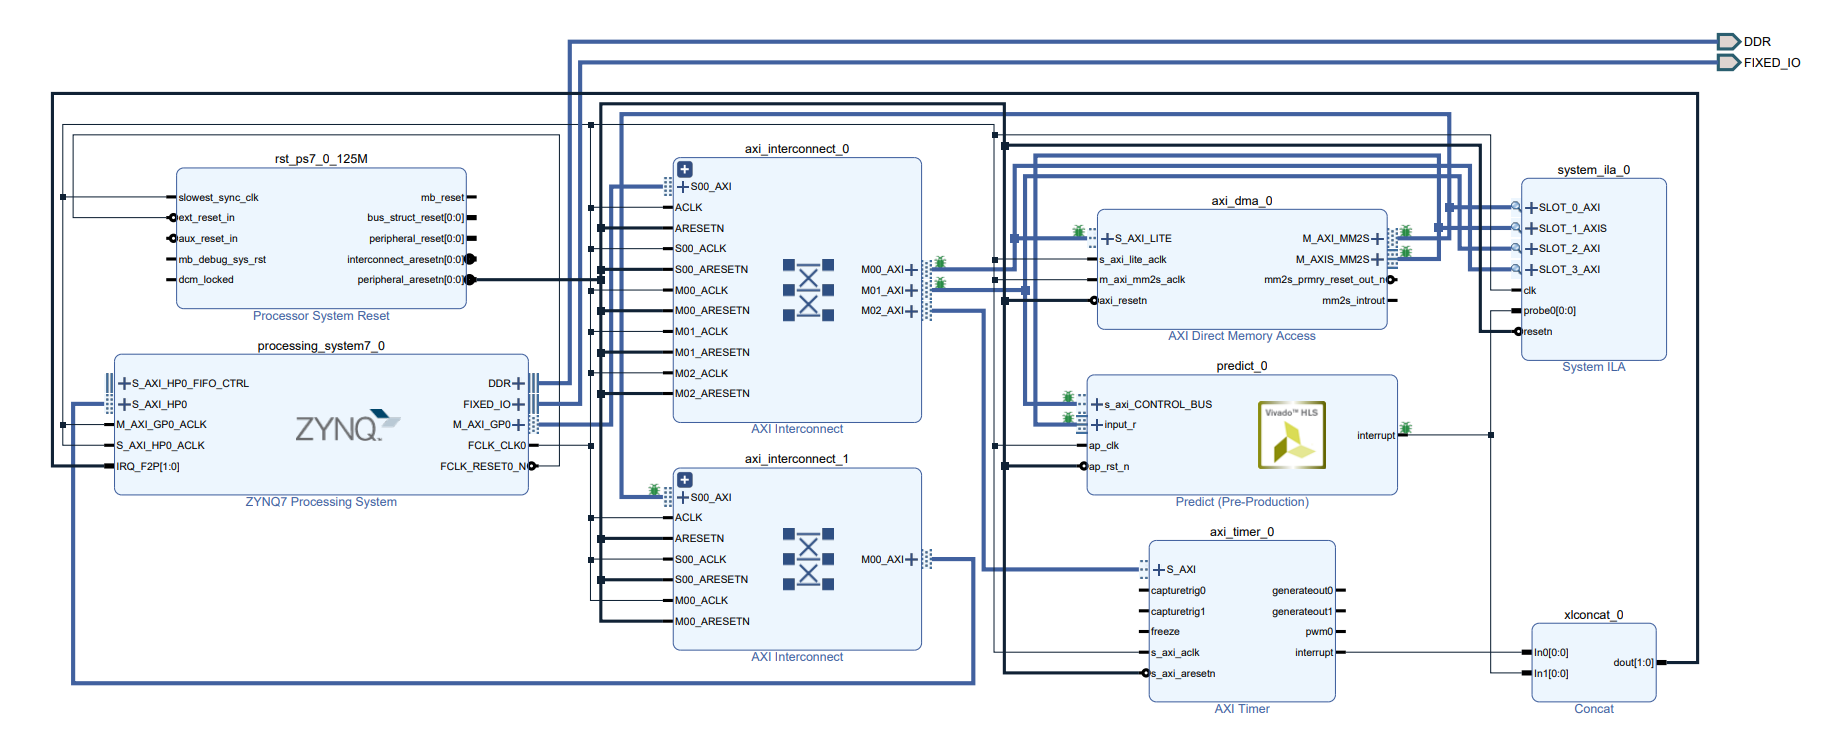 DDR
FIXED_IO
rst_ps7_0_125M
slowest_sync_clk
ext_reset_in
aux_reset_in
mb_debug_sys_rst
dcm_locked
mb_reset
bus_struct_reset[0:0]
peripheral_reset[0:0]
interconnect_aresetn[0:0]
peripheral_aresetn[0:0]
Processor System Reset
processing_system7_0
S_AXI_HP0_FIFO_CTRL
S_AXI_HP0
M_AXI_GP0_ACLK
S_AXI_HP0_ACLK
IRQ_F2P[1:0]
ZYNQ
DDR
FIXED_IO
M_AXI_GP0
FCLK_CLK0
FCLK_RESET0_N
ZYNQ7 Processing System
axi_interconnect_0
S00_AXI
ACLK
ARESETN
S00_ACLK
S00_ARESETN
M00_ACLK
M00_ARESETN
M01_ACLK
M01_ARESETN
M02_ACLK
M02_ARESETN
M00_AXI
M01_AXI
M02_AXI
AXI Interconnect
axi_interconnect_1
S00_AXI
ACLK
ARESETN
S00_ACLK
S00_ARESETN
M00_ACLK
M00_ARESETN
M00_AXI
AXI Interconnect
axi_dma_0
S_AXI_LITE
s_axi_lite_aclk
m_axi_mm2s_aclk
axi_resetn
M_AXI_MM2S
M_AXIS_MM2S
mm2s_prmry_reset_out_n
mm2s_introut
AXI Direct Memory Access
predict_0
s_axi_CONTROL_BUS
input_r
ap_clk
ap_rst_n
Vivado™ HLS
interrupt
Predict (Pre-Production)
axi_timer_0
S_AXI
capturetrig0
capturetrig1
freeze
s_axi_aclk
s_axi_aresetn
generateout0
generateout1
pwm0
interrupt
AXI Timer
system_ila_0
SLOT_0_AXI
SLOT_1_AXIS
SLOT_2_AXI
SLOT_3_AXI
clk
probe0[0:0]
resetn
System ILA
xlconcat_0
In0[0:0]
In1[0:0]
dout[1:0]
Concat